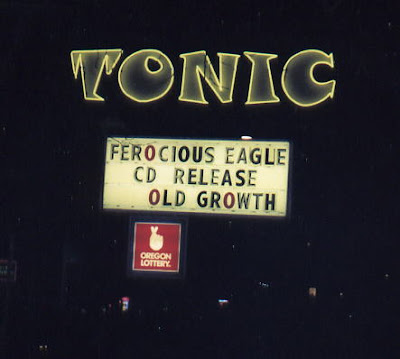 TONIC
FEROCIOUS EAGLE
CD RELEASE
OLD GROWTH
OREGON
LOTTERY.